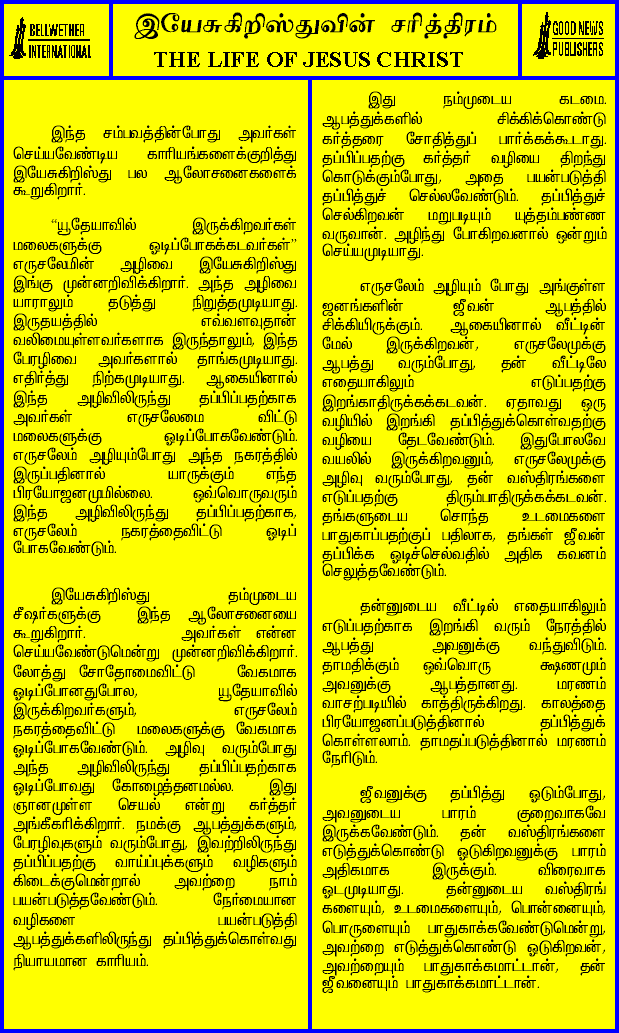 BELLWETHER
INTERNATIONAL
இயேசுகிறிஸ்துவின் சரித்திரம்
THE LIFE OF JESUS CHRIST
GOOD NEWS
PUBLISHERS
இந்த சம்பவத்தின்போது அவர்கள்
செய்யவேண்டிய காரியங்களைக்குறித்து
இயேசுகிறிஸ்து பல ஆலோசனைகளைக்
கூறுகிறார்.
“யூதேயாவில் இருக்கிறவர்கள்
மலைகளுக்கு ஓடிப்போகக்கடவர்கள்”
எருசலேமின் அழிவை இயேசுகிறிஸ்து
இங்கு முன்னறிவிக்கிறார். அந்த அழிவை
யாராலும் தடுத்து நிறுத்தமுடியாது.
இருதயத்தில் எவ்வளவுதான்
வலிமையுள்ளவர்களாக இருந்தாலும், இந்த
பேரழிவை அவர்களால் தாங்கமுடியாது.
எதிர்த்து நிற்கமுடியாது. ஆகையினால்
இந்த அழிவிலிருந்து தப்பிப்பதற்காக
அவர்கள் எருசலேமை விட்டு
மலைகளுக்கு ஓடிப்போகவேண்டும்.
எருசலேம் அழியும்போது அந்த நகரத்தில்
இருப்பதினால் யாருக்கும் எந்த
பிரயோஜனமுமில்லை. ஒவ்வொருவரும்
இந்த அழிவிலிருந்து தப்பிப்பதற்காக,
எருசலேம் நகரத்தைவிட்டு ஓடிப்
போகவேண்டும்.
இயேசுகிறிஸ்து தம்முடைய
சீஷர்களுக்கு இந்த ஆலோசனையை
கூறுகிறார். அவர்கள் என்ன
செய்யவேண்டுமென்று முன்னறிவிக்கிறார்.
லோத்து சோதோமைவிட்டு வேகமாக
ஓடிப்போனதுபோல, யூதேயாவில்
இருக்கிறவர்களும், எருசலேம்
நகரத்தைவிட்டு மலைகளுக்கு வேகமாக
ஓடிப்போகவேண்டும். அழிவு வரும்போது
அந்த அழிவிலிருந்து தப்பிப்பதற்காக
ஓடிப்போவது கோழைத்தனமல்ல. இது
ஞானமுள்ள செயல் என்று கர்த்தர்
அங்கீகரிக்கிறார். நமக்கு ஆபத்துக்களும்,
பேரழிவுகளும் வரும்போது, இவற்றிலிருந்து
தப்பிப்பதற்கு வாய்ப்புக்களும் வழிகளும்
கிடைக்குமென்றால் அவற்றை நாம்
பயன்படுத்தவேண்டும். நேர்மையான
வழிகளை பயன்படுத்தி
ஆபத்துக்களிலிருந்து தப்பித்துக்கொள்வது
நியாயமான காரியம்.
இது நம்முடைய கடமை.
ஆபத்துக்களில் சிக்கிக்கொண்டு
கர்த்தரை சோதித்துப் பார்க்கக்கூடாது.
தப்பிப்பதற்கு கர்த்தர் வழியை திறந்து
கொடுக்கும்போது, அதை பயன்படுத்தி
தப்பித்துச் செல்லவேண்டும். தப்பித்துச்
செல்கிறவன் மறுபடியும் யுத்தம்பண்ண
வருவான். அழிந்து போகிறவனால் ஒன்றும்
செய்யமுடியாது.
எருசலேம் அழியும் போது அங்குள்ள
ஜனங்களின் ஜீவன் ஆபத்தில்
சிக்கியிருக்கும். ஆகையினால் வீட்டின்
மேல் இருக்கிறவன், எருசலேமுக்கு
ஆபத்து வரும்போது, தன் வீட்டிலே
எதையாகிலும் எடுப்பதற்கு
இறங்காதிருக்கக்கடவன். ஏதாவது ஒரு
வழியில் இறங்கி தப்பித்துக்கொள்வதற்கு
வழியை தேடவேண்டும். இதுபோலவே
வயலில் இருக்கிறவனும், எருசலேமுக்கு
அழிவு வரும்போது, தன் வஸ்திரங்களை
எடுப்பதற்கு திரும்பாதிருக்கக்கடவன்.
தங்களுடைய சொந்த உடமைகளை
பாதுகாப்பதற்குப் பதிலாக, தங்கள் ஜீவன்
தப்பிக்க ஓடிச்செல்வதில் அதிக கவனம்
செலுத்தவேண்டும்.
தன்னுடைய வீட்டில் எதையாகிலும்
எடுப்பதற்காக இறங்கி வரும் நேரத்தில்
ஆபத்து அவனுக்கு வந்துவிடும்.
தாமதிக்கும் ஒவ்வொரு க்ஷணமும்
அவனுக்கு ஆபத்தானது. மரணம்
வாசற்படியில் காத்திருக்கிறது. காலத்தை
பிரயோஜனப்படுத்தினால் தப்பித்துக்
கொள்ளலாம். தாமதப்படுத்தினால் மரணம்
நேரிடும்.
ஜீவனுக்கு தப்பித்து ஓடும்போது,
அவனுடைய பாரம் குறைவாகவே
இருக்கவேண்டும். தன் வஸ்திரங்களை
எடுத்துக்கொண்டு ஓடுகிறவனுக்கு பாரம்
அதிகமாக இருக்கும். விரைவாக
ஓடமுடியாது. தன்னுடைய வஸ்திரங்
களையும், உடமைகளையும், பொன்னையும்,
பொருளையும் பாதுகாக்கவேண்டுமென்று,
அவற்றை எடுத்துக்கொண்டு ஓடுகிறவன்,
அவற்றையும் பாதுகாக்கமாட்டான், தன்
ஜீவனையும் பாதுகாக்கமாட்டான்.